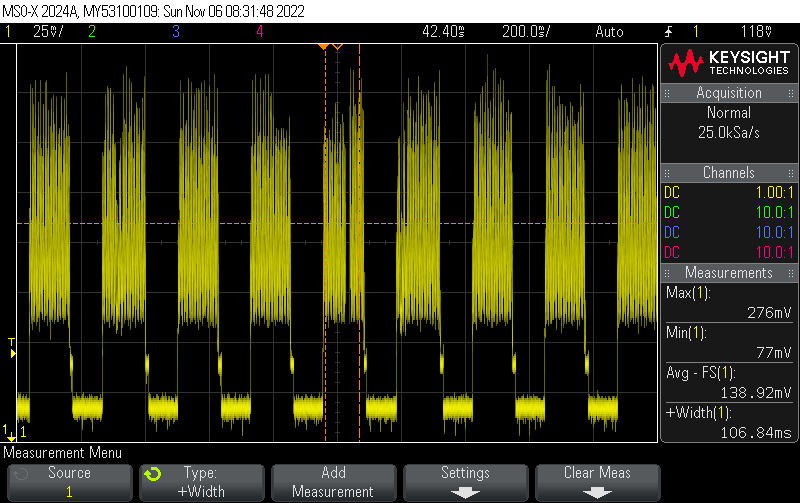 MSO-X 2024A, MY53100109: Sun Nov 06 08:31:48 2022
1 25mV/ 2 3 4 42.40s 200.0s/ Auto 1 118mV
KEYSIGHT
TECHNOLOGIES
Acquisition
Normal
25.0kSa/s
Channels
DC 1.00:1
DC 10.0:1
DC 10.0:1
DC 10.0:1
Measurements
Max(1):
276mV
Min(1):
77mV
Avg - FS(1):
138.92mV
+Width(1):
106.84ms
T
1 1
Measurement Menu
Source
1
Type:
+Width
Add
Measurement
Settings
Clear Meas